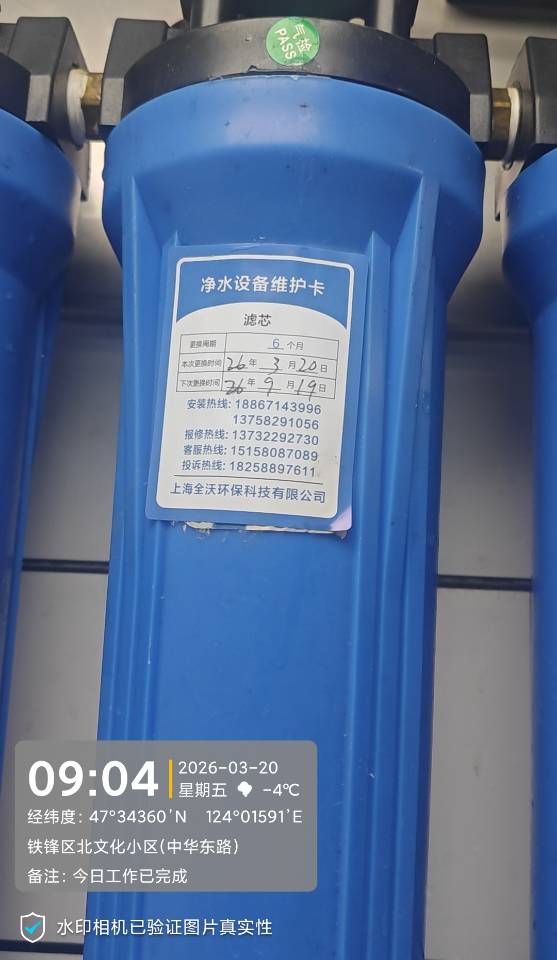 气检
PASS
净水设备维护卡
滤芯
更换周期 6 个月
本次更换时间 26 年 3 月 20 日
下次更换时间 26 年 9 月 19 日
安装热线: 18867143996
13758291056
报修热线: 13732292730
客服热线: 15158087089
投诉热线: 18258897611
上海全沃环保科技有限公司
09:04
2026-03-20
星期五 -4℃
经纬度: 47°34360'N 124°01591'E
铁锋区北文化小区(中华东路)
备注: 今日工作已完成
水印相机已验证图片真实性